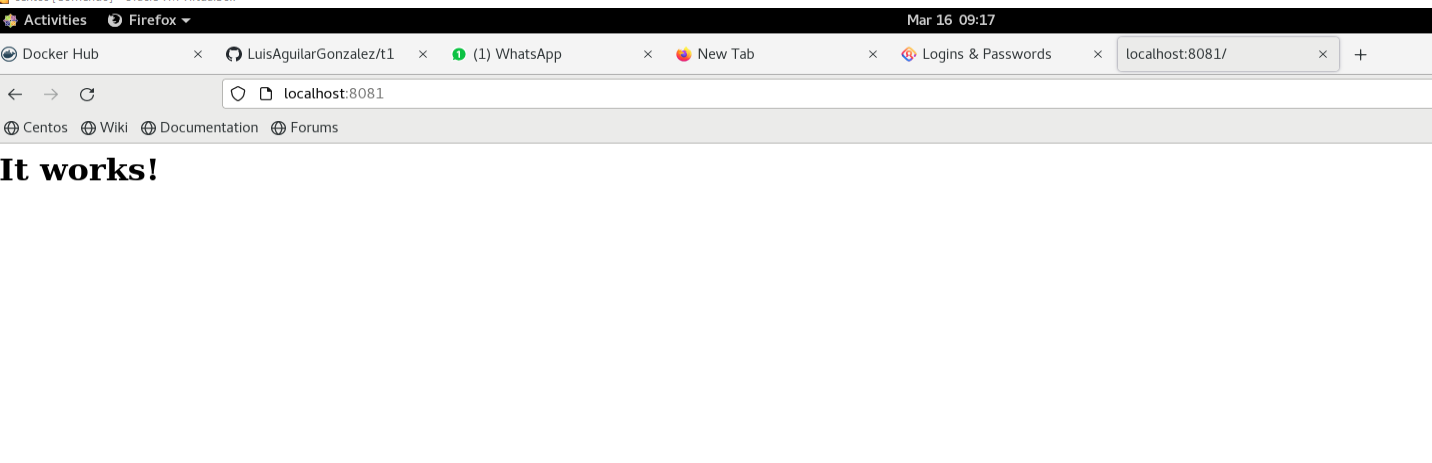 Activities Firefox Mar 16 09:17
Docker Hub LuisAguilarGonzalez/t1 (1) WhatsApp New Tab Logins & Passwords localhost:8081/
localhost:8081
Centos Wiki Documentation Forums
It works!